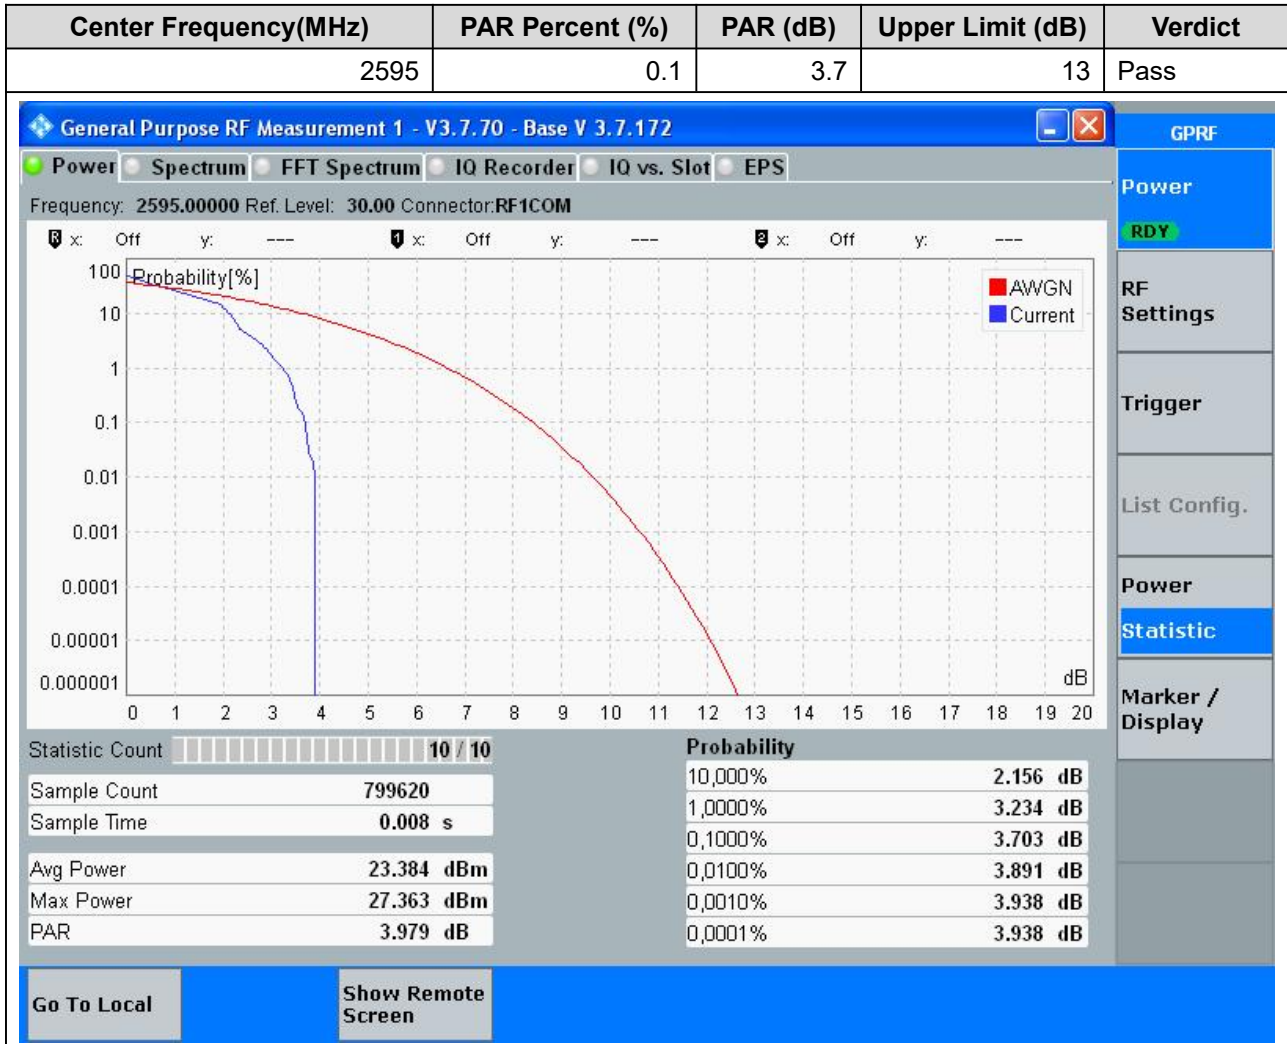 Center Frequency(MHz) PAR Percent (%) PAR (dB) Upper Limit (dB) Verdict
2595 0.1 3.7 13 Pass
General Purpose RF Measurement 1 - V3.7.70 - Base V 3.7.172
GPRF
Power Spectrum FFT Spectrum IQ Recorder IQ vs. Slot EPS
Power
RDY
Frequency: 2595.00000 Ref. Level: 30.00 Connector:RF1COM
R x: Off y: --- 1 x: Off y: --- 2 x: Off y: ---
Probability[%]
AWGN
Current
100
10
1
0.1
0.01
0.001
0.0001
0.00001
0.000001
dB
0 1 2 3 4 5 6 7 8 9 10 11 12 13 14 15 16 17 18 19 20
RF
Settings
Trigger
List Config.
Power
Statistic
Marker /
Display
Statistic Count 10 / 10
Sample Count 799620
Sample Time 0.008 s
Avg Power 23.384 dBm
Max Power 27.363 dBm
PAR 3.979 dB
Probability
10,000% 2.156 dB
1,0000% 3.234 dB
0,1000% 3.703 dB
0,0100% 3.891 dB
0,0010% 3.938 dB
0,0001% 3.938 dB
Go To Local
Show Remote
Screen